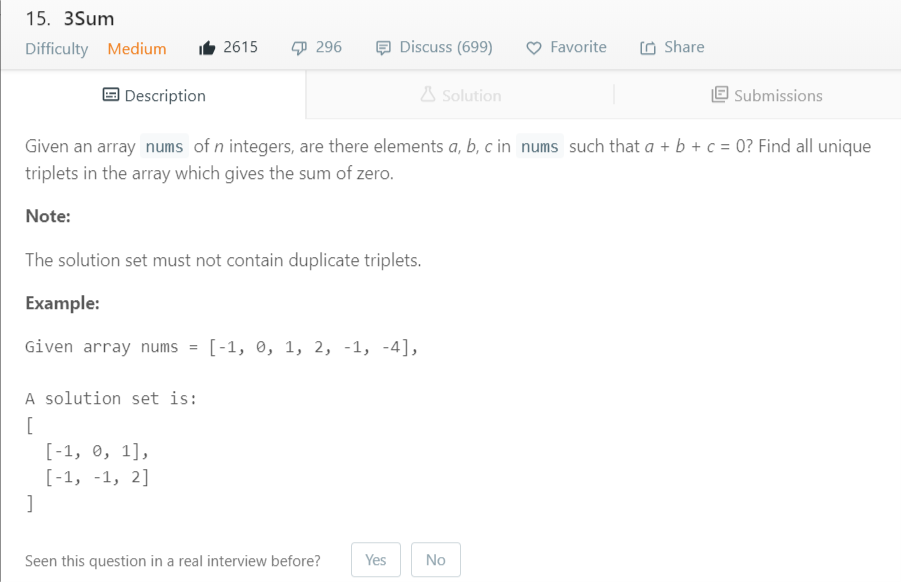 15. 3Sum
Difficulty Medium 2615 296 Discuss (699) Favorite Share
Description Solution Submissions
Given an array nums of n integers, are there elements a, b, c in nums such that a + b + c = 0? Find all unique
triplets in the array which gives the sum of zero.
Note:
The solution set must not contain duplicate triplets.
Example:
Given array nums = [-1, 0, 1, 2, -1, -4],
A solution set is:
[
  [-1, 0, 1],
  [-1, -1, 2]
]
Seen this question in a real interview before? Yes No